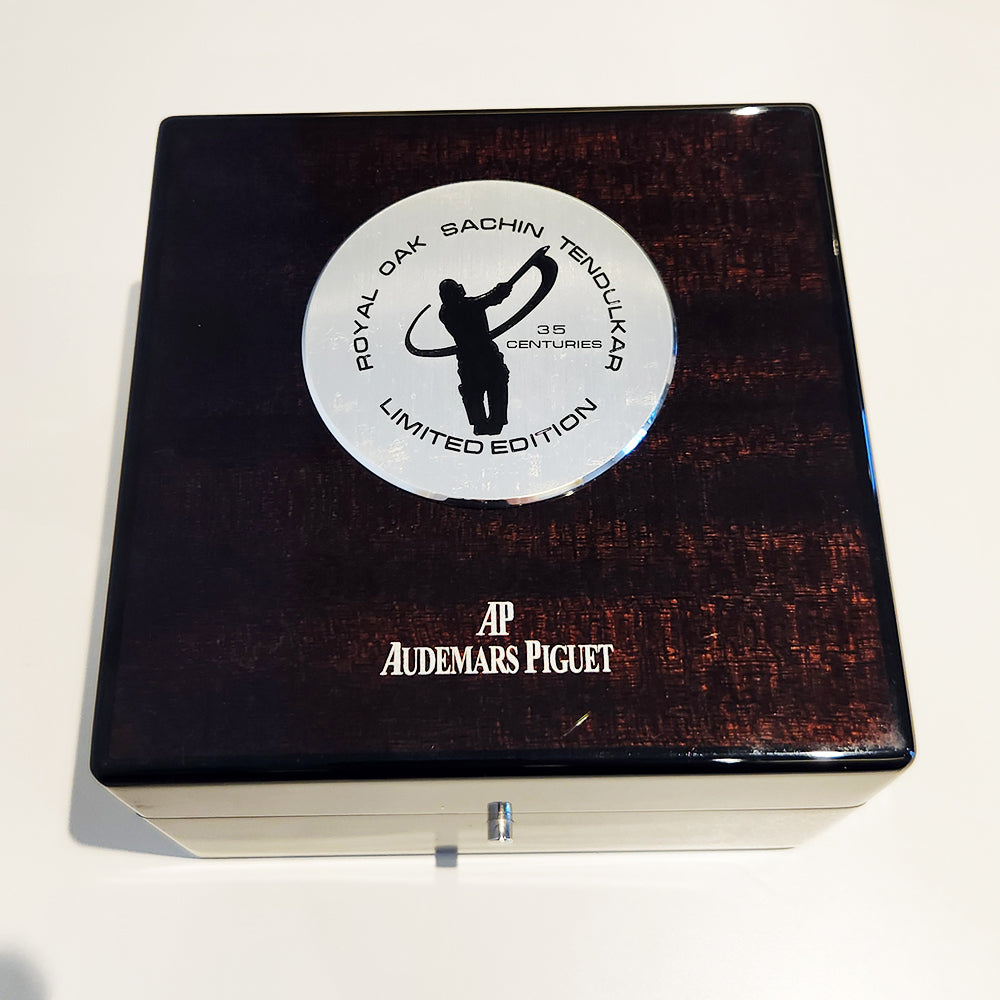 ROYAL OAK SACHIN TENDULKAR
35
CENTURIES
LIMITED EDITION
AP
AUDEMARS PIGUET